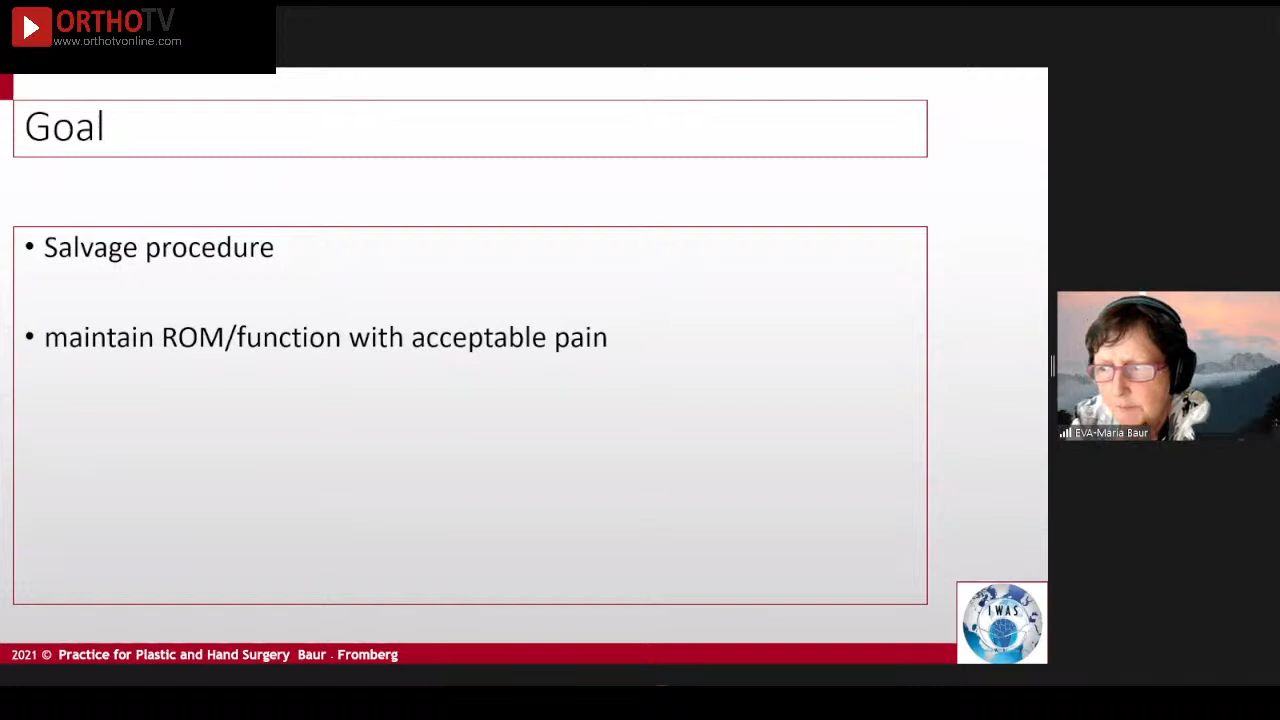 ORTHOTV
www.orthotvonline.com
Goal
• Salvage procedure
• maintain ROM/function with acceptable pain
EVA-Maria Baur
IWAS
2021 © Practice for Plastic and Hand Surgery Baur - Fromberg